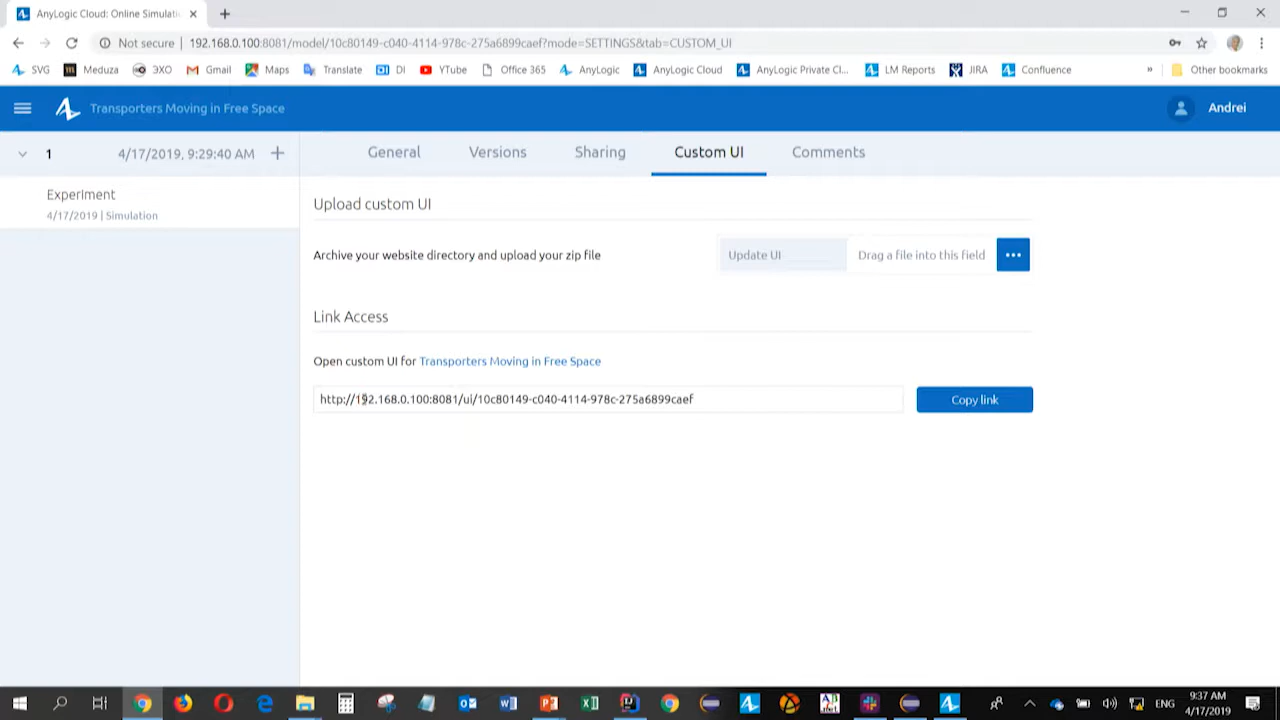 AnyLogic Cloud: Online Simulati
Not secure | 192.168.0.100:8081/model/10c80149-c040-4114-978c-275a6899caef?mode=SETTINGS&tab=CUSTOM_UI
SVG Meduza ЭХО Gmail Maps Translate DI YTube Office 365 AnyLogic AnyLogic Cloud AnyLogic Private Cl... LM Reports JIRA Confluence » Other bookmarks
Transporters Moving in Free Space Andrei
1 4/17/2019, 9:29:40 AM General Versions Sharing Custom UI Comments
Experiment
4/17/2019 | Simulation
Upload custom UI
Archive your website directory and upload your zip file Update UI Drag a file into this field
Link Access
Open custom UI for Transporters Moving in Free Space
http://192.168.0.100:8081/ui/10c80149-c040-4114-978c-275a6899caef Copy link
ENG 9:37 AM
4/17/2019